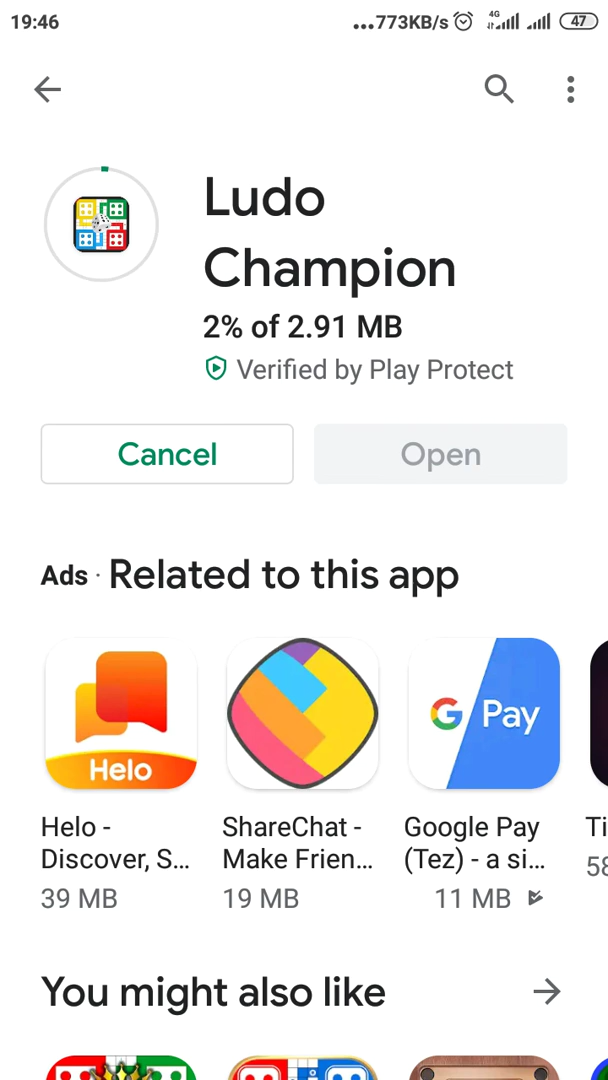 19:46 ...773KB/s 4G 47
Ludo
Champion
2% of 2.91 MB
Verified by Play Protect
Cancel Open
Ads · Related to this app
Helo
G Pay
Helo - ShareChat - Google Pay Ti
Discover, S... Make Frien... (Tez) - a si... 58
39 MB 19 MB 11 MB
You might also like